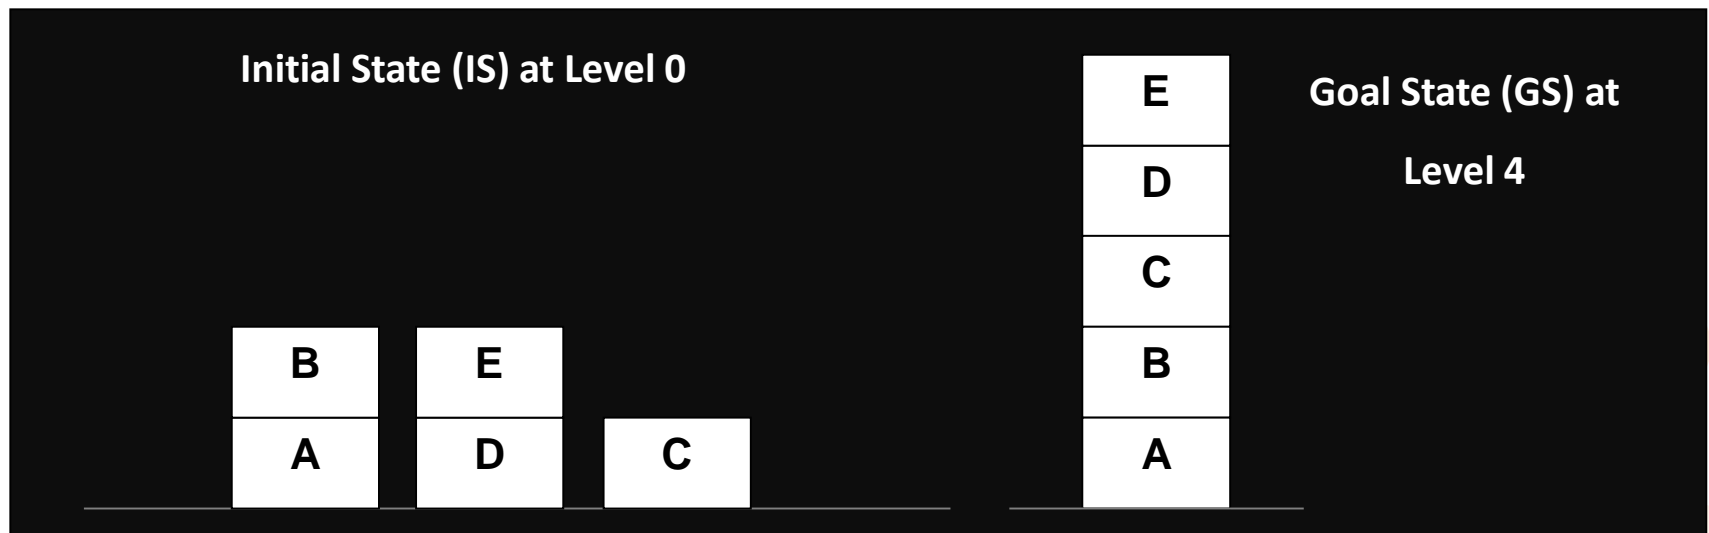 Initial State (IS) at Level 0
B
E
A
D
C
E
D
C
B
A
Goal State (GS) at
Level 4